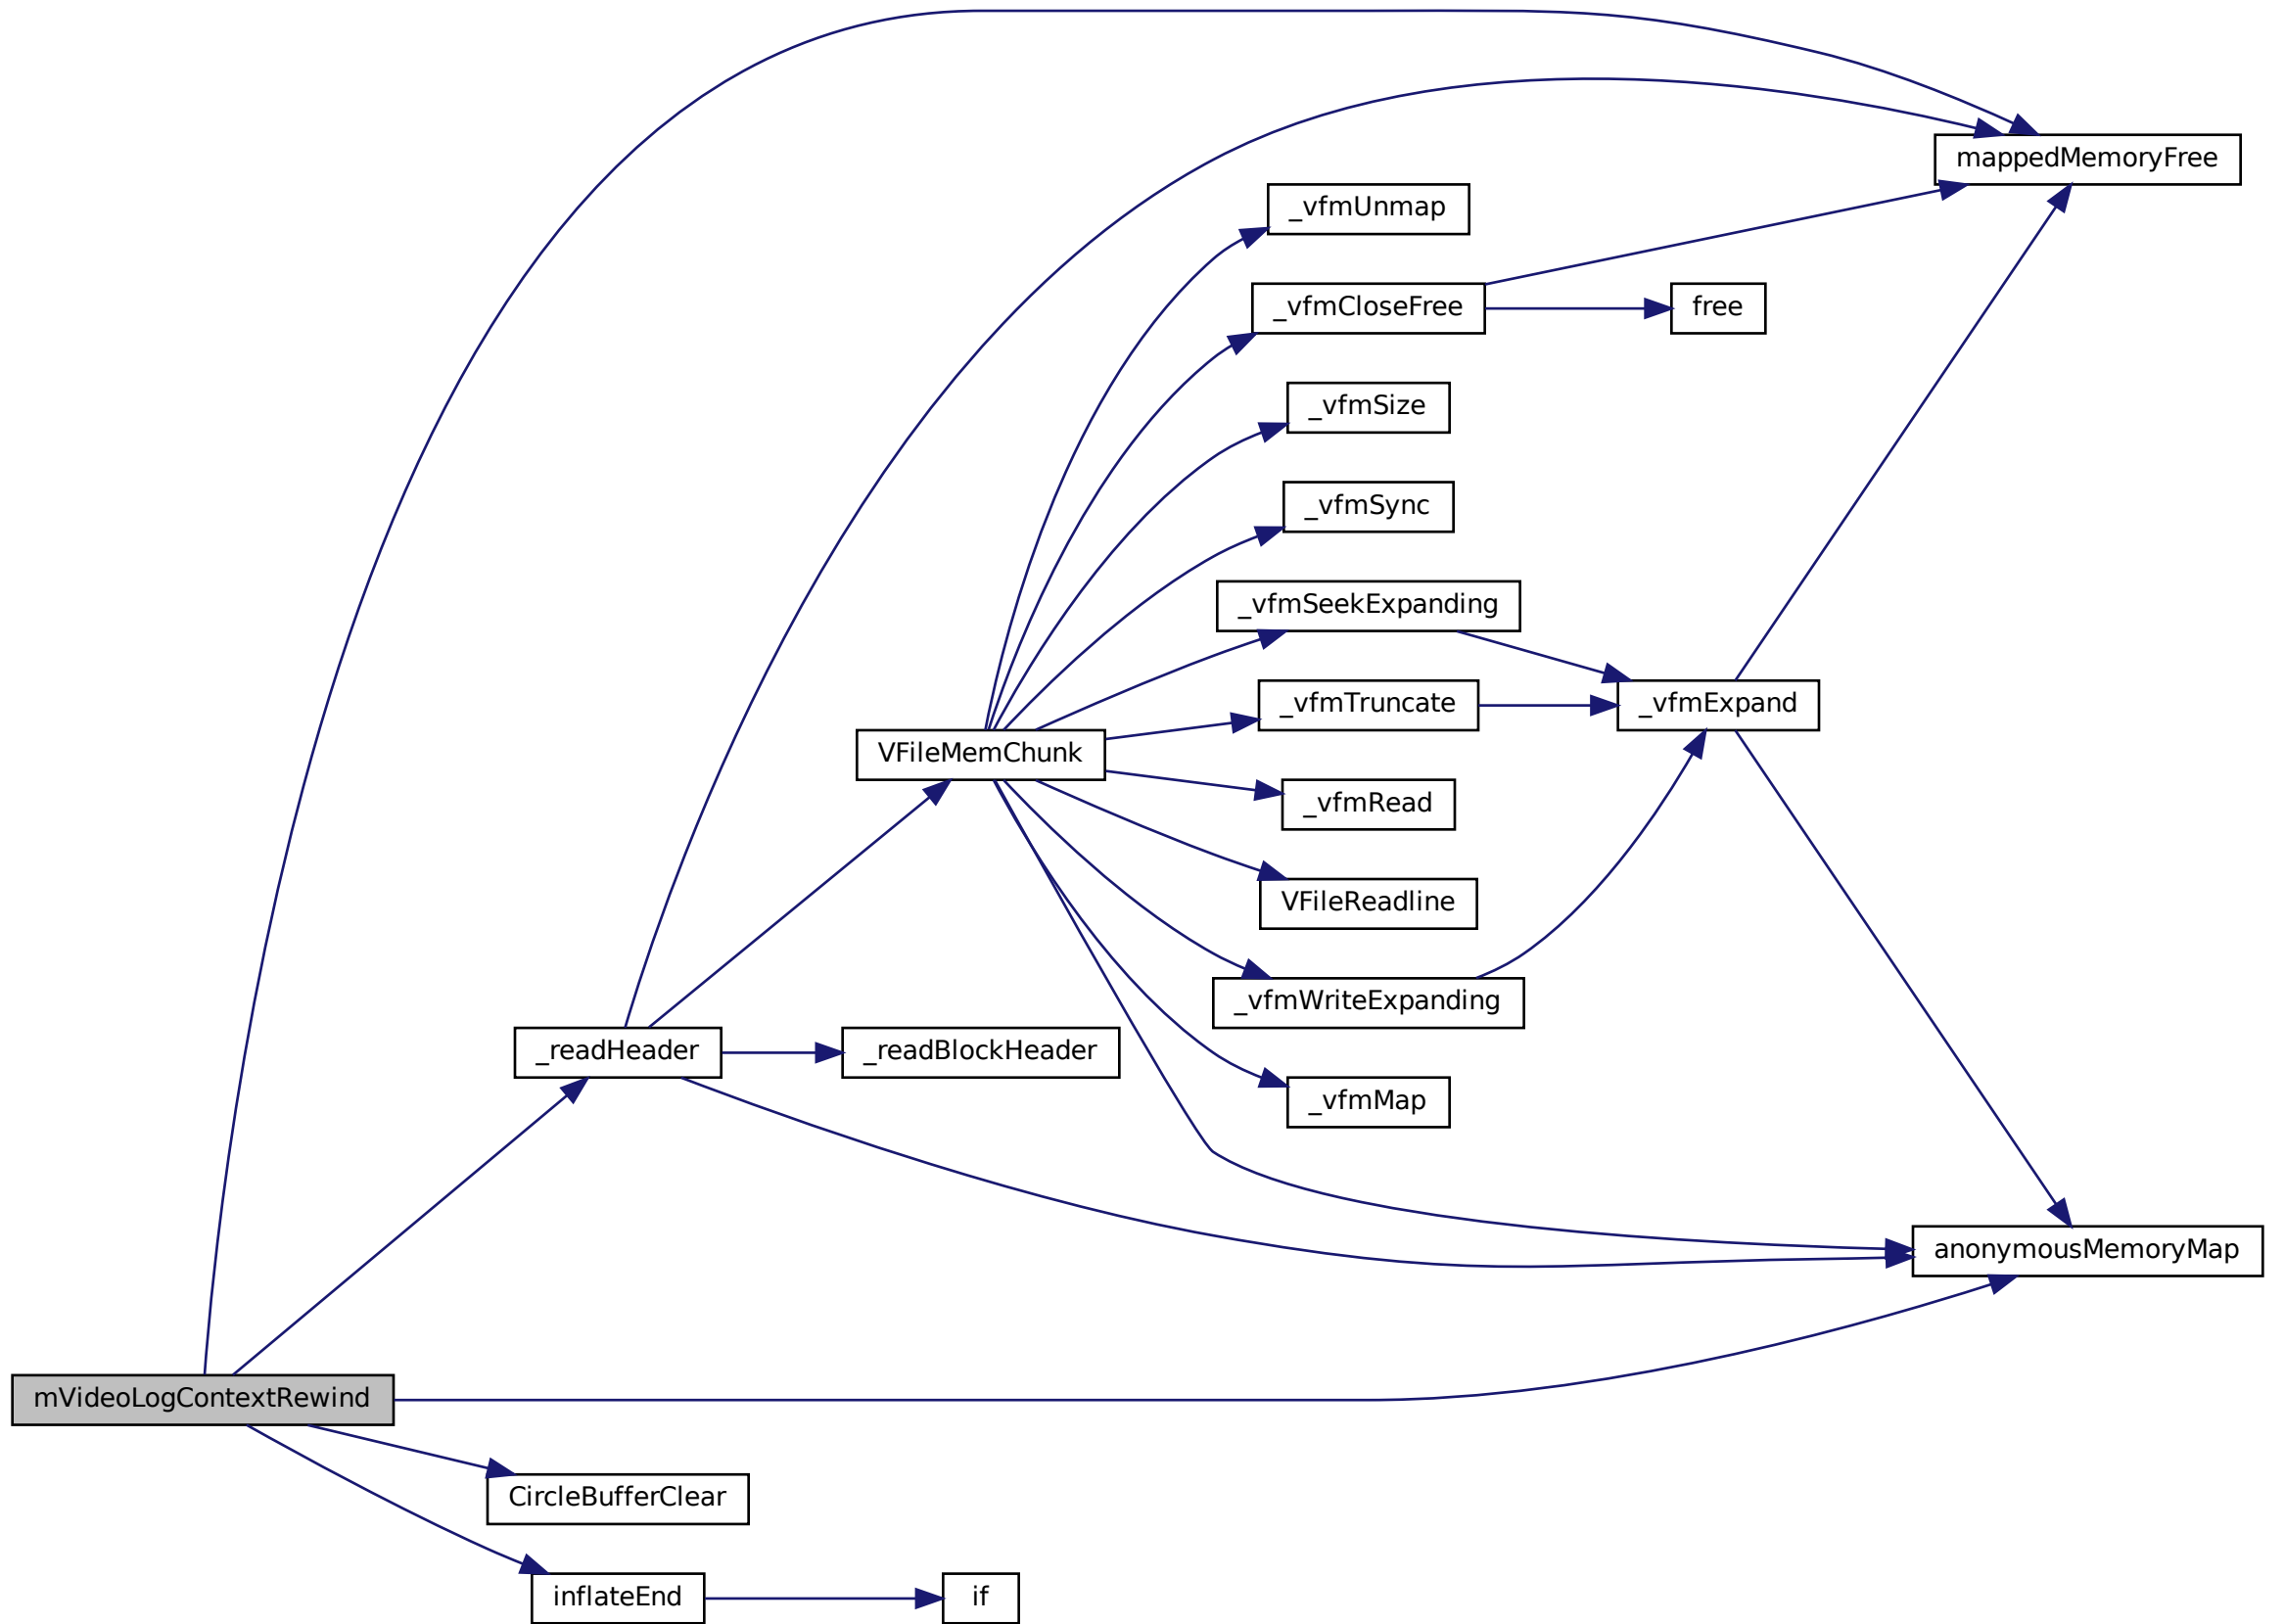 mappedMemoryFree
_vfmUnmap
_vfmCloseFree
free
_vfmSize
_vfmSync
_vfmSeekExpanding
_vfmTruncate
_vfmExpand
VFileMemChunk
_vfmRead
VFileReadline
_vfmWriteExpanding
_readHeader
_readBlockHeader
_vfmMap
anonymousMemoryMap
mVideoLogContextRewind
CircleBufferClear
inflateEnd
if